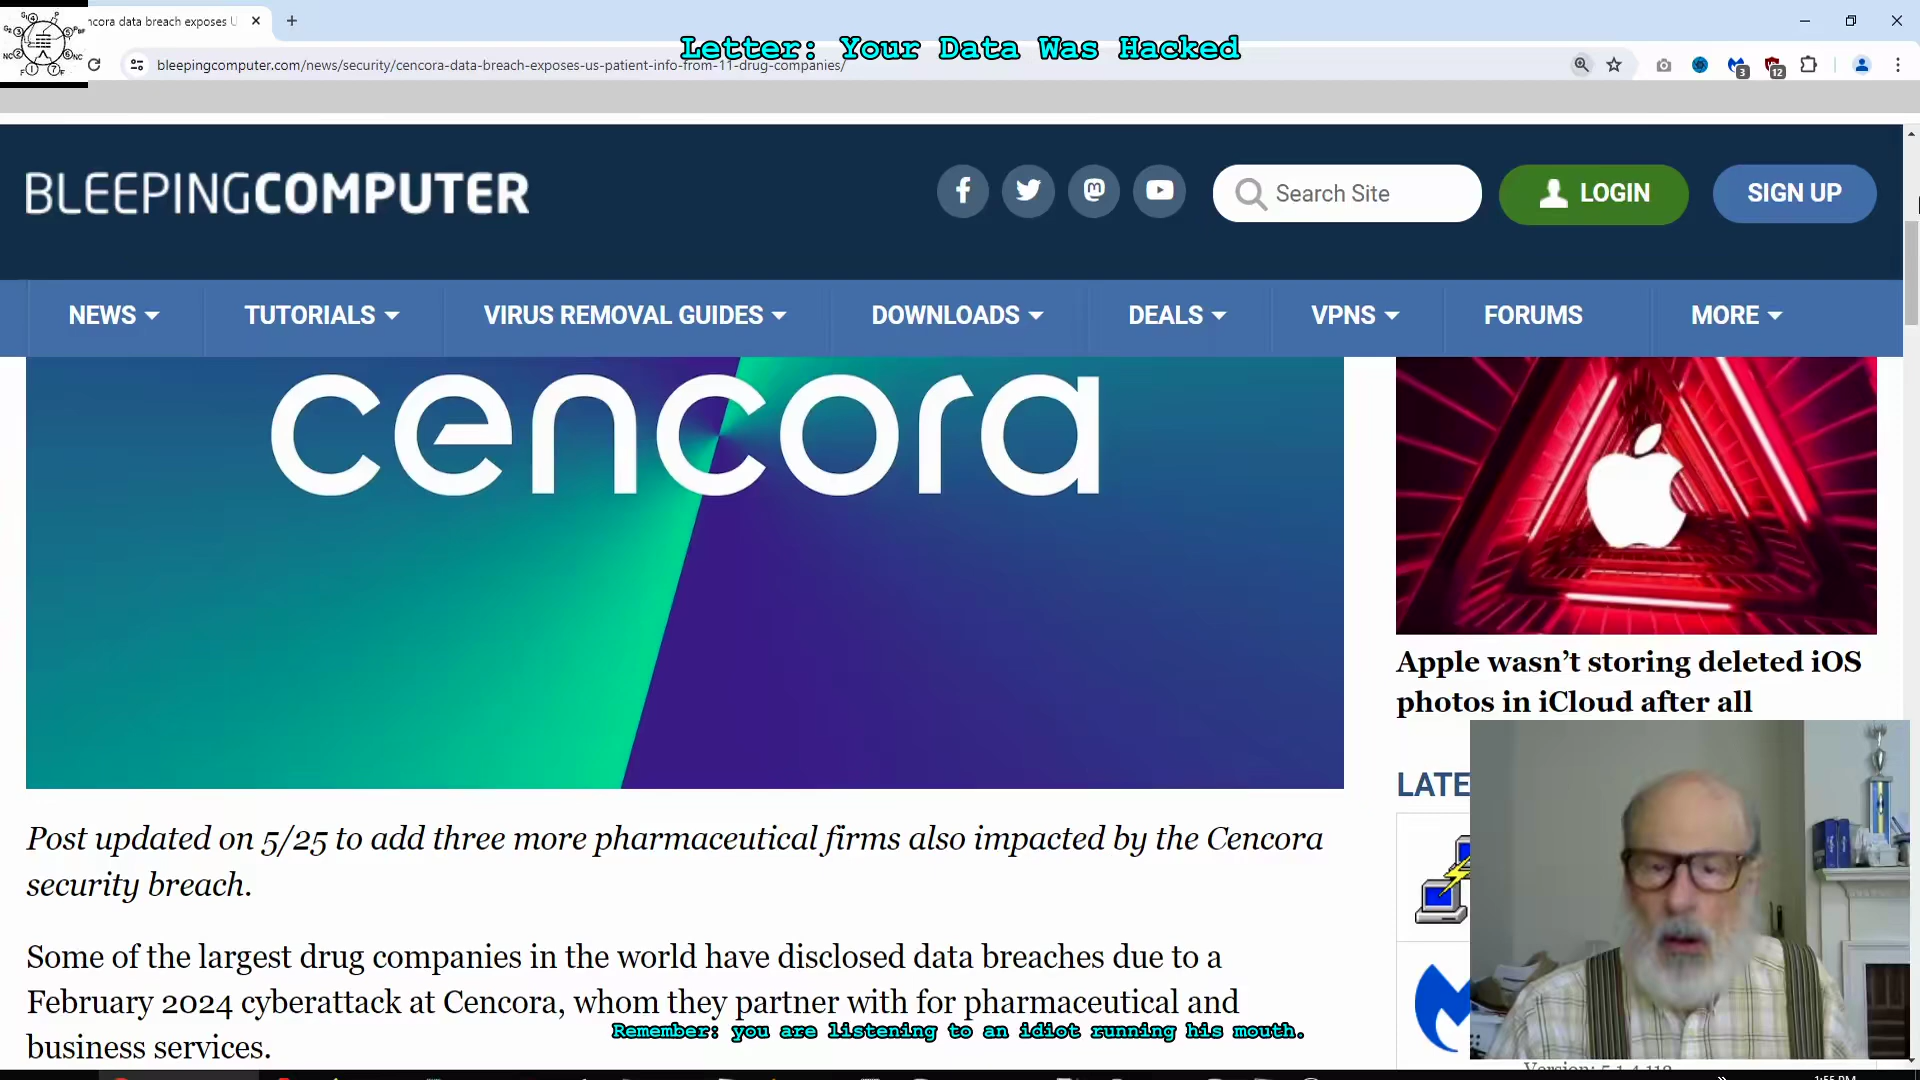 ncora data breach exposes U
Letter: Your Data Was Hacked
bleepingcomputer.com/news/security/cencora-data-breach-exposes-us-patient-info-from-11-drug-companies/
3
12
BLEEPINGCOMPUTER
Search Site
LOGIN
SIGN UP
NEWS
TUTORIALS
VIRUS REMOVAL GUIDES
DOWNLOADS
DEALS
VPNS
FORUMS
MORE
cencora
Apple wasn't storing deleted iOS
photos in iCloud after all
LATE
Post updated on 5/25 to add three more pharmaceutical firms also impacted by the Cencora
security breach.
Some of the largest drug companies in the world have disclosed data breaches due to a
February 2024 cyberattack at Cencora, whom they partner with for pharmaceutical and
business services.
Remember: you are listening to an idiot running his mouth.